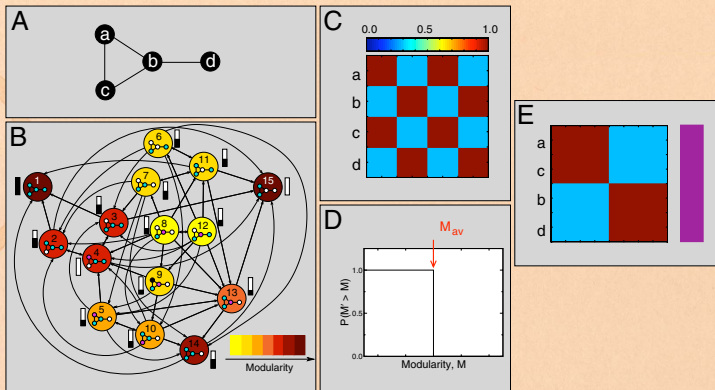 A
a
b
d
c
B
6
1
7
11
15
3
2
8
12
4
9
13
5
10
14
Modularity
C
0.0
0.5
1.0
a
b
c
d
D
M_av
1.0
0.5
0.0
P(M' > M)
Modularity, M
E
a
c
b
d